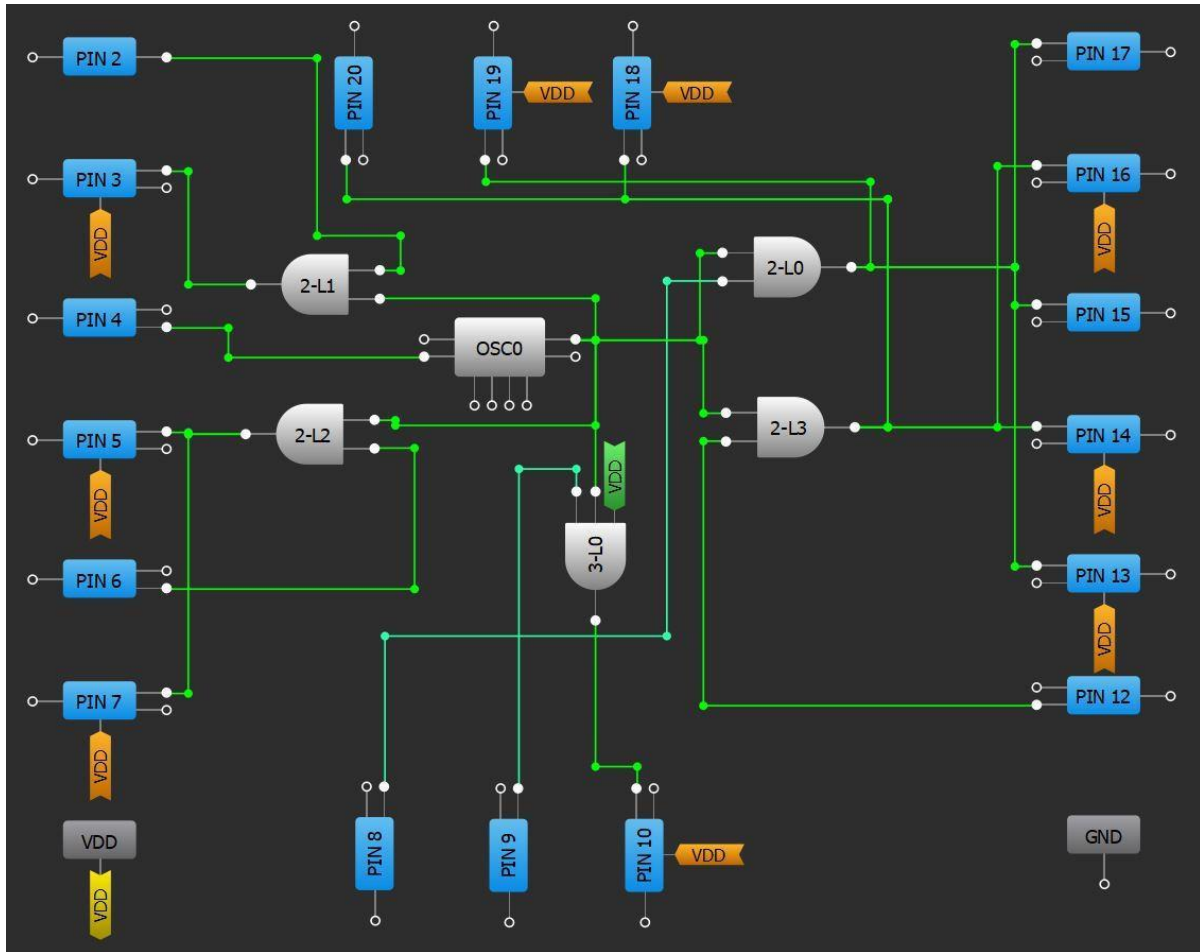 PIN 2
PIN 20
PIN 19
VDD
PIN 18
VDD
PIN 17
PIN 3
VDD
PIN 16
VDD
2-L1
2-L0
PIN 4
OSC0
PIN 15
PIN 5
VDD
2-L2
2-L3
PIN 14
VDD
VDD
3-L0
PIN 6
PIN 13
VDD
PIN 7
VDD
PIN 12
VDD
VDD
PIN 8
PIN 9
PIN 10
VDD
GND